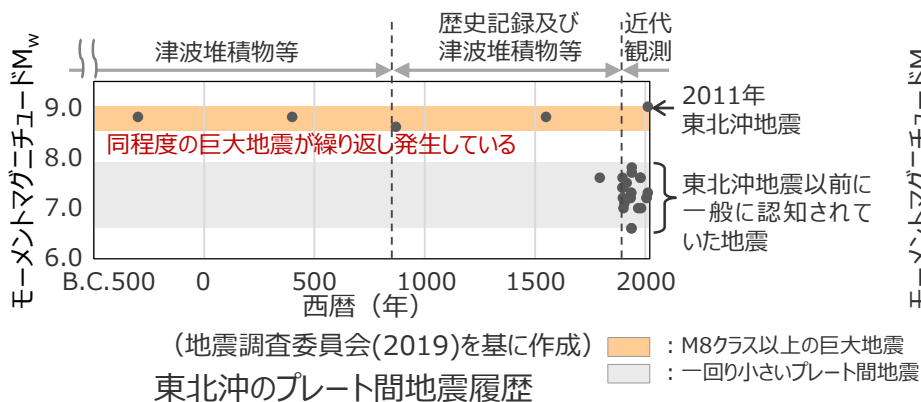 津波堆積物等
歴史記録及び
津波堆積物等
近代
観測
モーメントマグニチュードMw
9.0
8.0
7.0
6.0
同程度の巨大地震が繰り返し発生している
2011年
東北沖地震
東北沖地震以前に
一般に認知されて
いた地震
B.C.500 0 500 1000 1500 2000
西暦（年）
（地震調査委員会(2019)を基に作成）
：M8クラス以上の巨大地震
：一回り小さいプレート間地震
東北沖のプレート間地震履歴